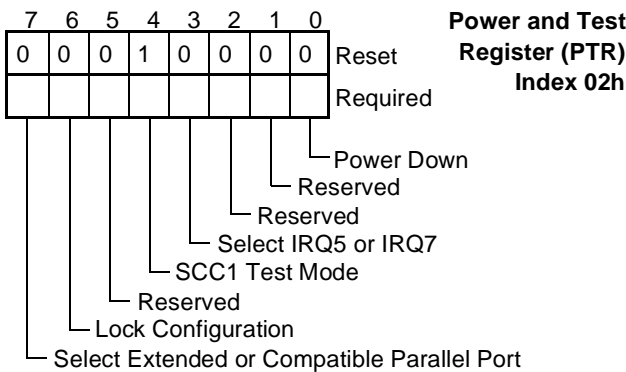 7 6 5 4 3 2 1 0
Power and Test
Register (PTR)
Index 02h
0 0 0 1 0 0 0 0 Reset
Required
Power Down
Reserved
Reserved
Select IRQ5 or IRQ7
SCC1 Test Mode
Reserved
Lock Configuration
Select Extended or Compatible Parallel Port